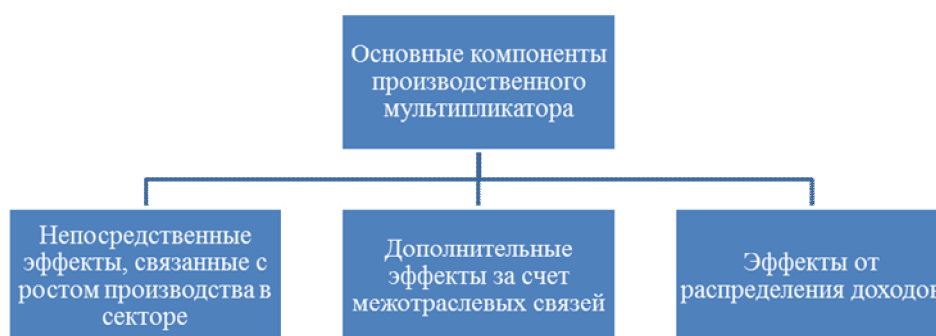 Основные компоненты
производственного
мультипликатора
Непосредственные
эффекты, связанные с
ростом производства в
секторе
Дополнительные
эффекты за счет
межотраслевых связей
Эффекты от
распределения доходов